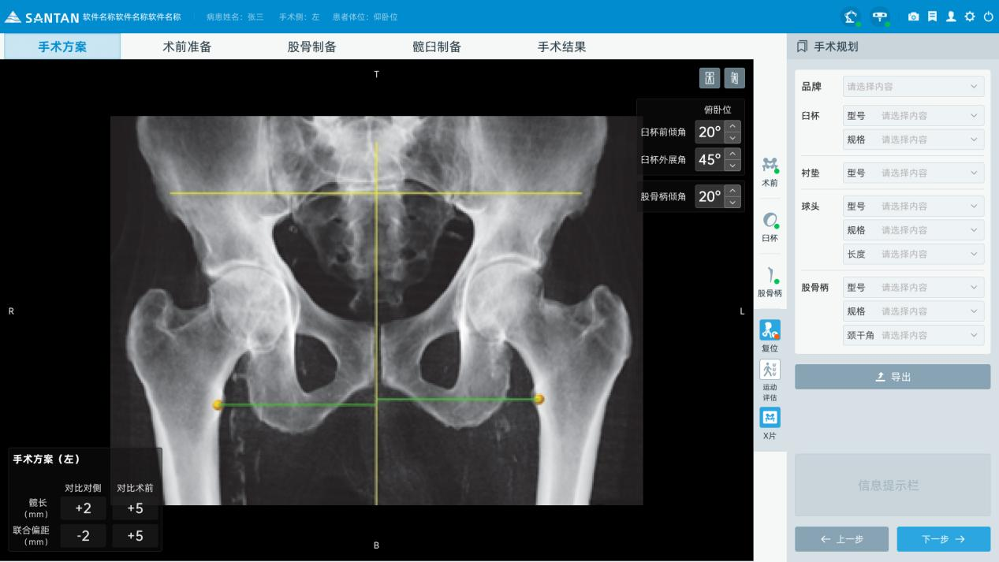 SANTAN 软件名称软件名称软件名称 病患姓名：张三 手术侧：左 患者体位：仰卧位
手术方案 术前准备 股骨制备 髋臼制备 手术结果
T
俯卧位
臼杯前倾角 20°
臼杯外展角 45°
股骨柄倾角 20°
R
L
B
手术方案（左）
对比对侧 对比术前
髋长
（mm）
+2 +5
联合偏距
（mm）
-2 +5
术前
臼杯
股骨柄
复位
运动
评估
X片
手术规划
品牌 请选择内容
臼杯 型号 请选择内容
规格 请选择内容
衬垫 型号 请选择内容
球头 型号 请选择内容
规格 请选择内容
长度 请选择内容
股骨柄 型号 请选择内容
规格 请选择内容
颈干角 请选择内容
导出
信息提示栏
上一步 下一步